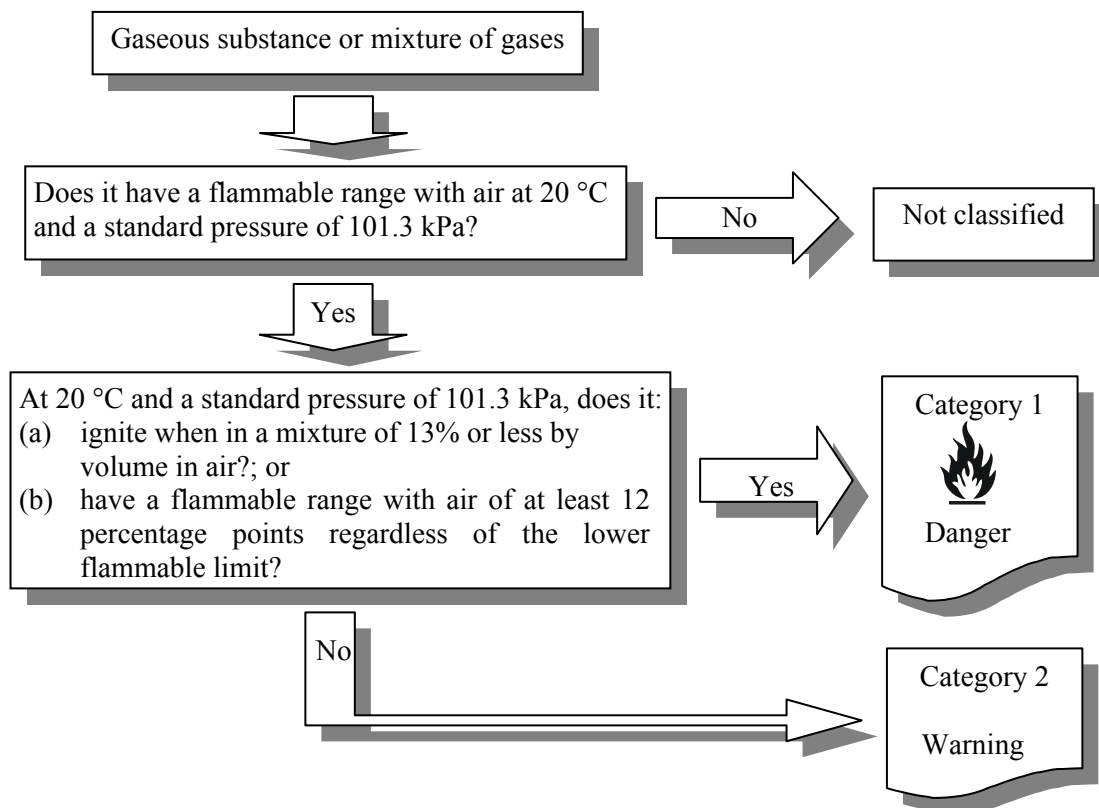 Gaseous substance or mixture of gases
Does it have a flammable range with air at 20 °C
and a standard pressure of 101.3 kPa?
No
Not classified
Yes
At 20 °C and a standard pressure of 101.3 kPa, does it:
(a) ignite when in a mixture of 13% or less by
volume in air?; or
(b) have a flammable range with air of at least 12
percentage points regardless of the lower
flammable limit?
Yes
Category 1
Danger
No
Category 2
Warning